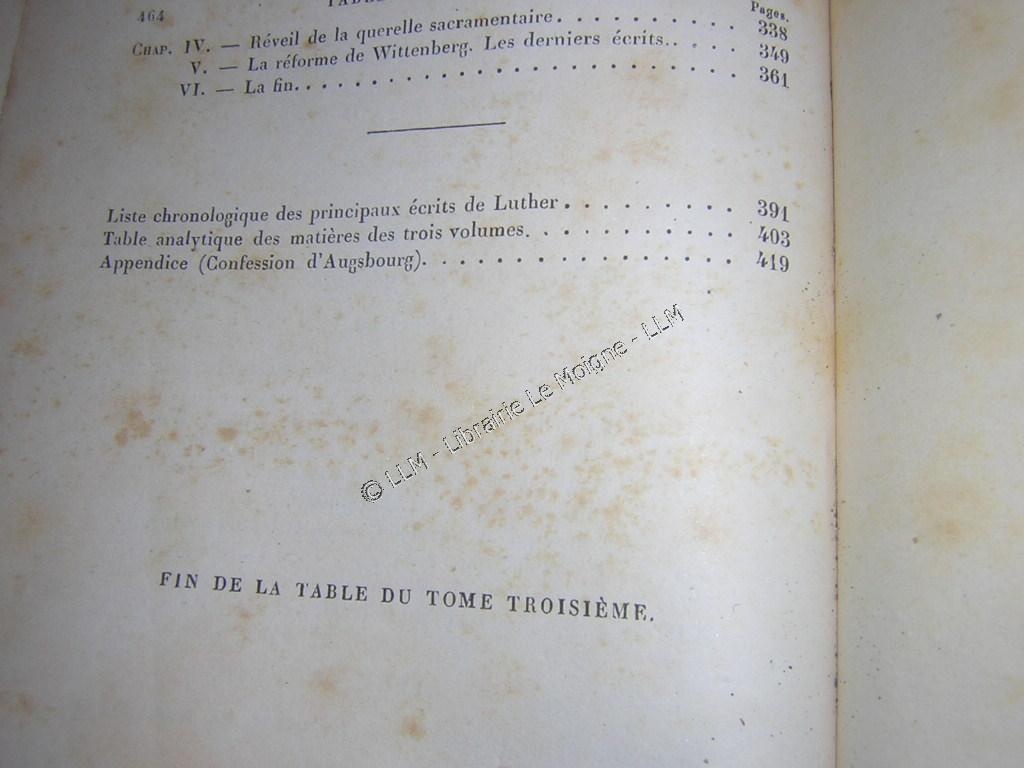 464
Pages.
CHAP. IV. — Réveil de la querelle sacramentaire. . . . . . . . . . 338
V. — La réforme de Wittenberg. Les derniers écrits. . . . . 349
VI. — La fin. . . . . . . . . . . . . . . . . . . . . . . 361
Liste chronologique des principaux écrits de Luther. . . . . . . . . 391
Table analytique des matières des trois volumes. . . . . . . . . . . 403
Appendice (Confession d'Augsbourg). . . . . . . . . . . . . . . . 419
© LLM - Librairie Le Moigne - LLM
FIN DE LA TABLE DU TOME TROISIÈME.